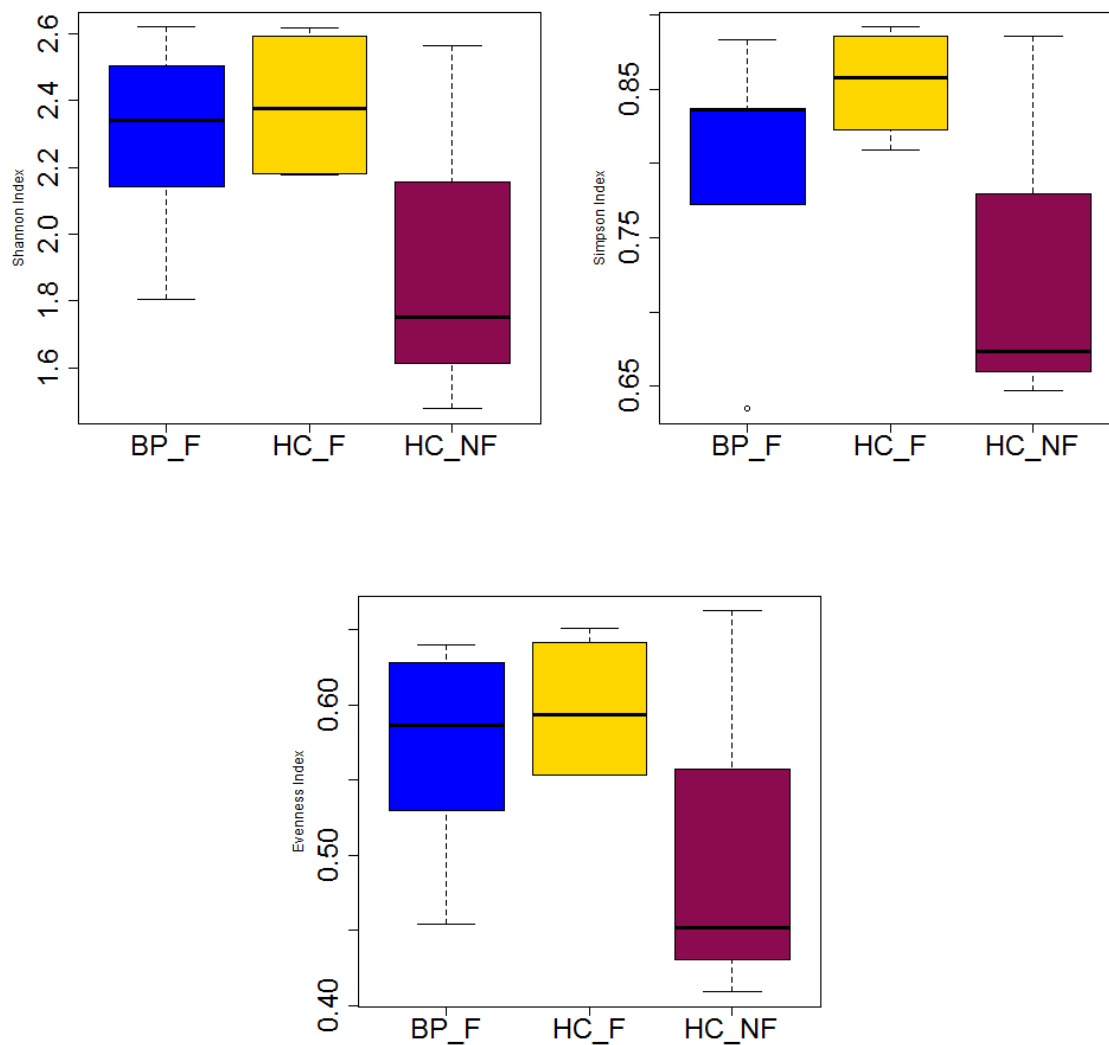 Shannon Index
2.6
2.4
2.2
2.0
1.8
1.6
BP_F HC_F HC_NF
Simpson Index
0.85
0.75
0.65
BP_F HC_F HC_NF
Evenness Index
0.60
0.50
0.40
BP_F HC_F HC_NF